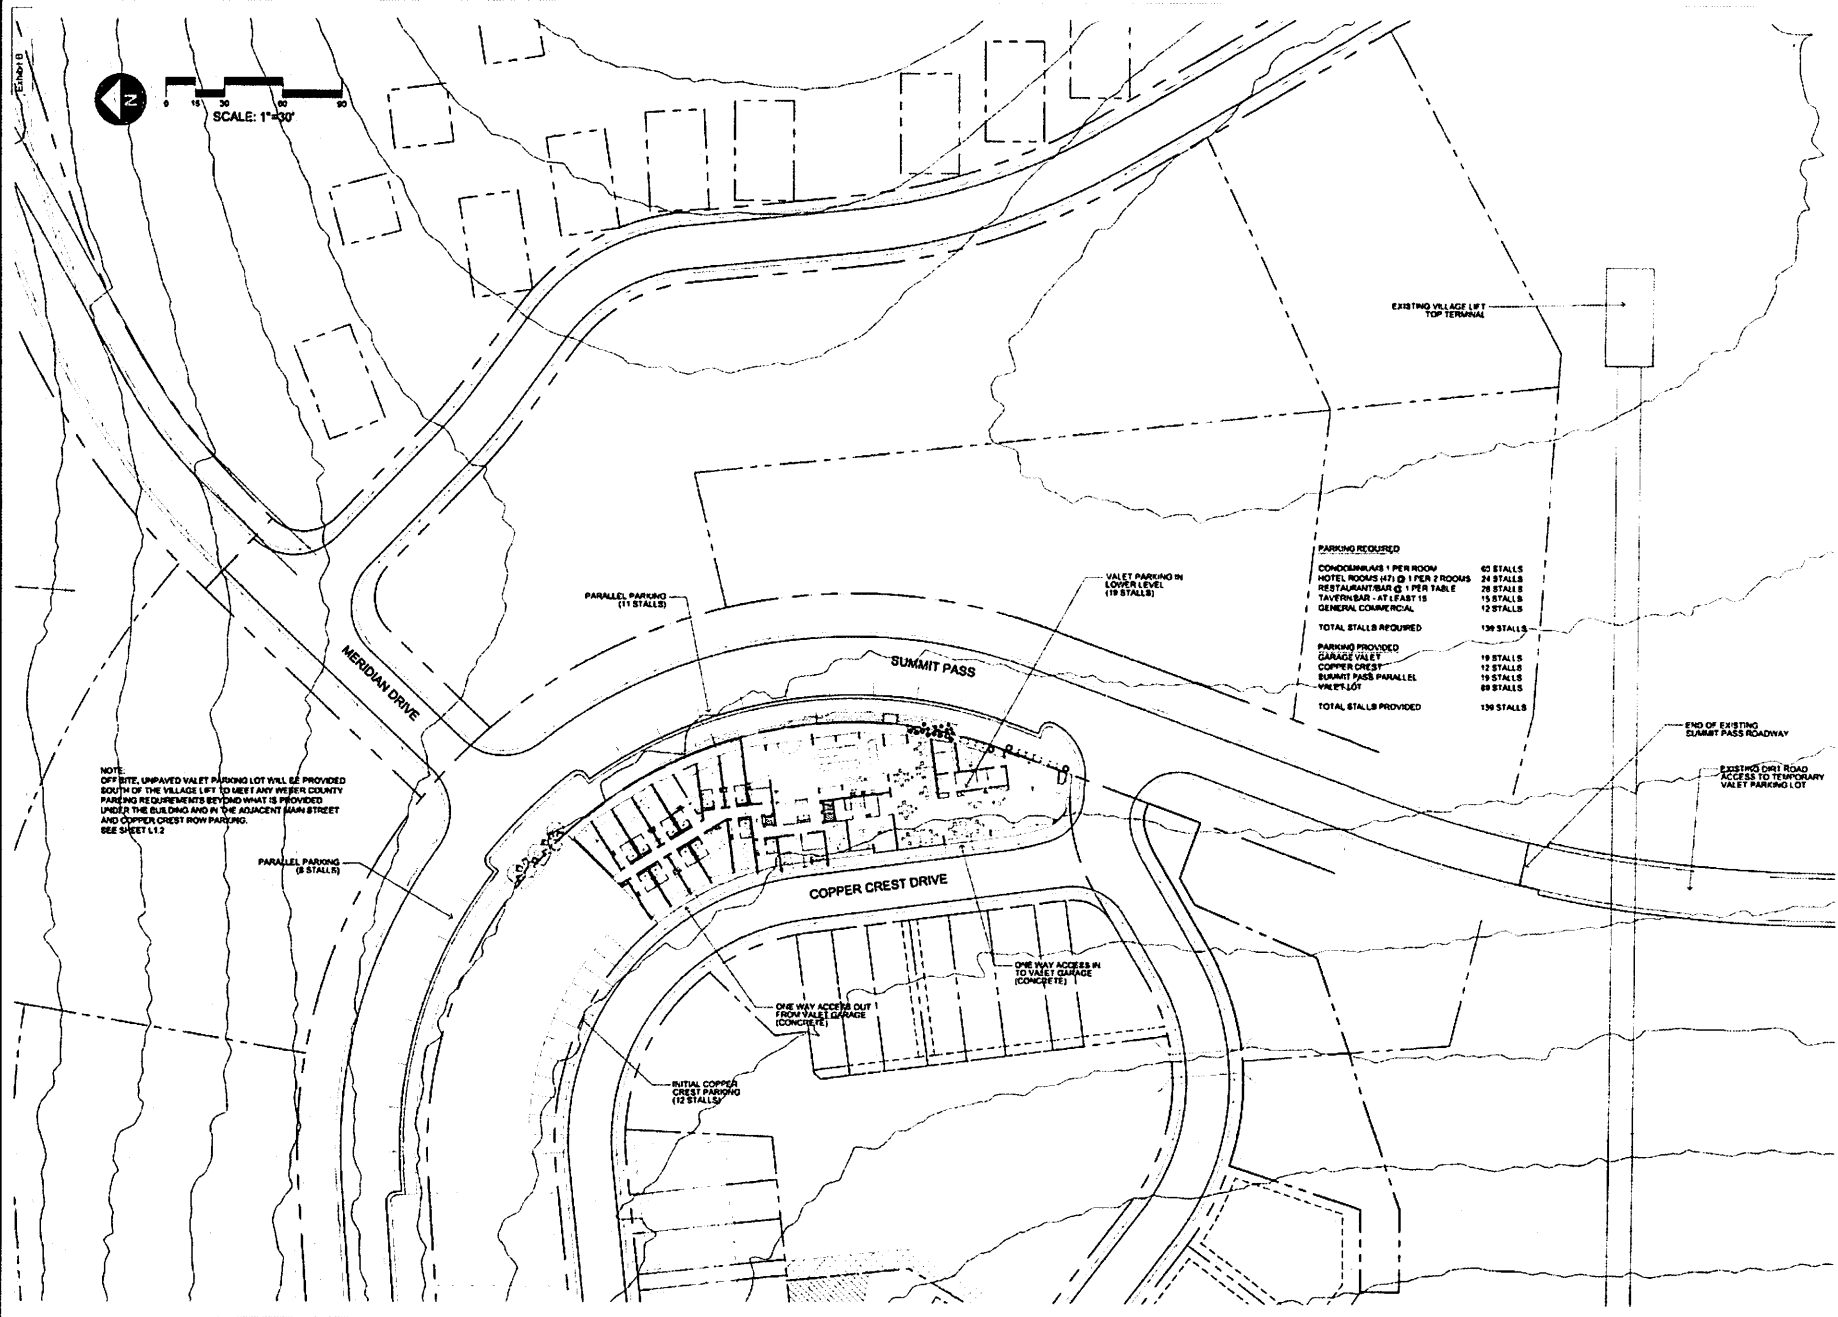 Exhibit B
N
0 15 30 60 90
SCALE: 1"=30'
EXISTING VILLAGE LIFT
TOP TERMINAL
PARKING REQUIRED
CONDOMINIUMS 1 PER ROOM 60 STALLS
HOTEL ROOMS (47) @ 1 PER 2 ROOMS 24 STALLS
RESTAURANT/BAR @ 1 PER TABLE 28 STALLS
TAVERN/BAR - AT LEAST 15 15 STALLS
GENERAL COMMERCIAL 12 STALLS
TOTAL STALLS REQUIRED 139 STALLS
PARKING PROVIDED
GARAGE VALET 19 STALLS
COPPER CREST 12 STALLS
SUMMIT PASS PARALLEL 19 STALLS
VALET LOT 89 STALLS
TOTAL STALLS PROVIDED 139 STALLS
VALET PARKING IN
LOWER LEVEL
(19 STALLS)
PARALLEL PARKING
(11 STALLS)
MERIDIAN DRIVE
SUMMIT PASS
END OF EXISTING
SUMMIT PASS ROADWAY
EXISTING DIRT ROAD
ACCESS TO TEMPORARY
VALET PARKING LOT
NOTE:
OFF SITE, UNPAVED VALET PARKING LOT WILL BE PROVIDED
SOUTH OF THE VILLAGE LIFT TO MEET ANY WEBER COUNTY
PARKING REQUIREMENTS BEYOND WHAT IS PROVIDED
UNDER THE BUILDING AND IN THE ADJACENT MAIN STREET
AND COPPER CREST ROW PARKING.
SEE SHEET L1.2
PARALLEL PARKING
(8 STALLS)
COPPER CREST DRIVE
ONE WAY ACCESS IN
TO VALET GARAGE
(CONCRETE)
ONE WAY ACCESS OUT
FROM VALET GARAGE
(CONCRETE)
INITIAL COPPER
CREST PARKING
(12 STALLS)